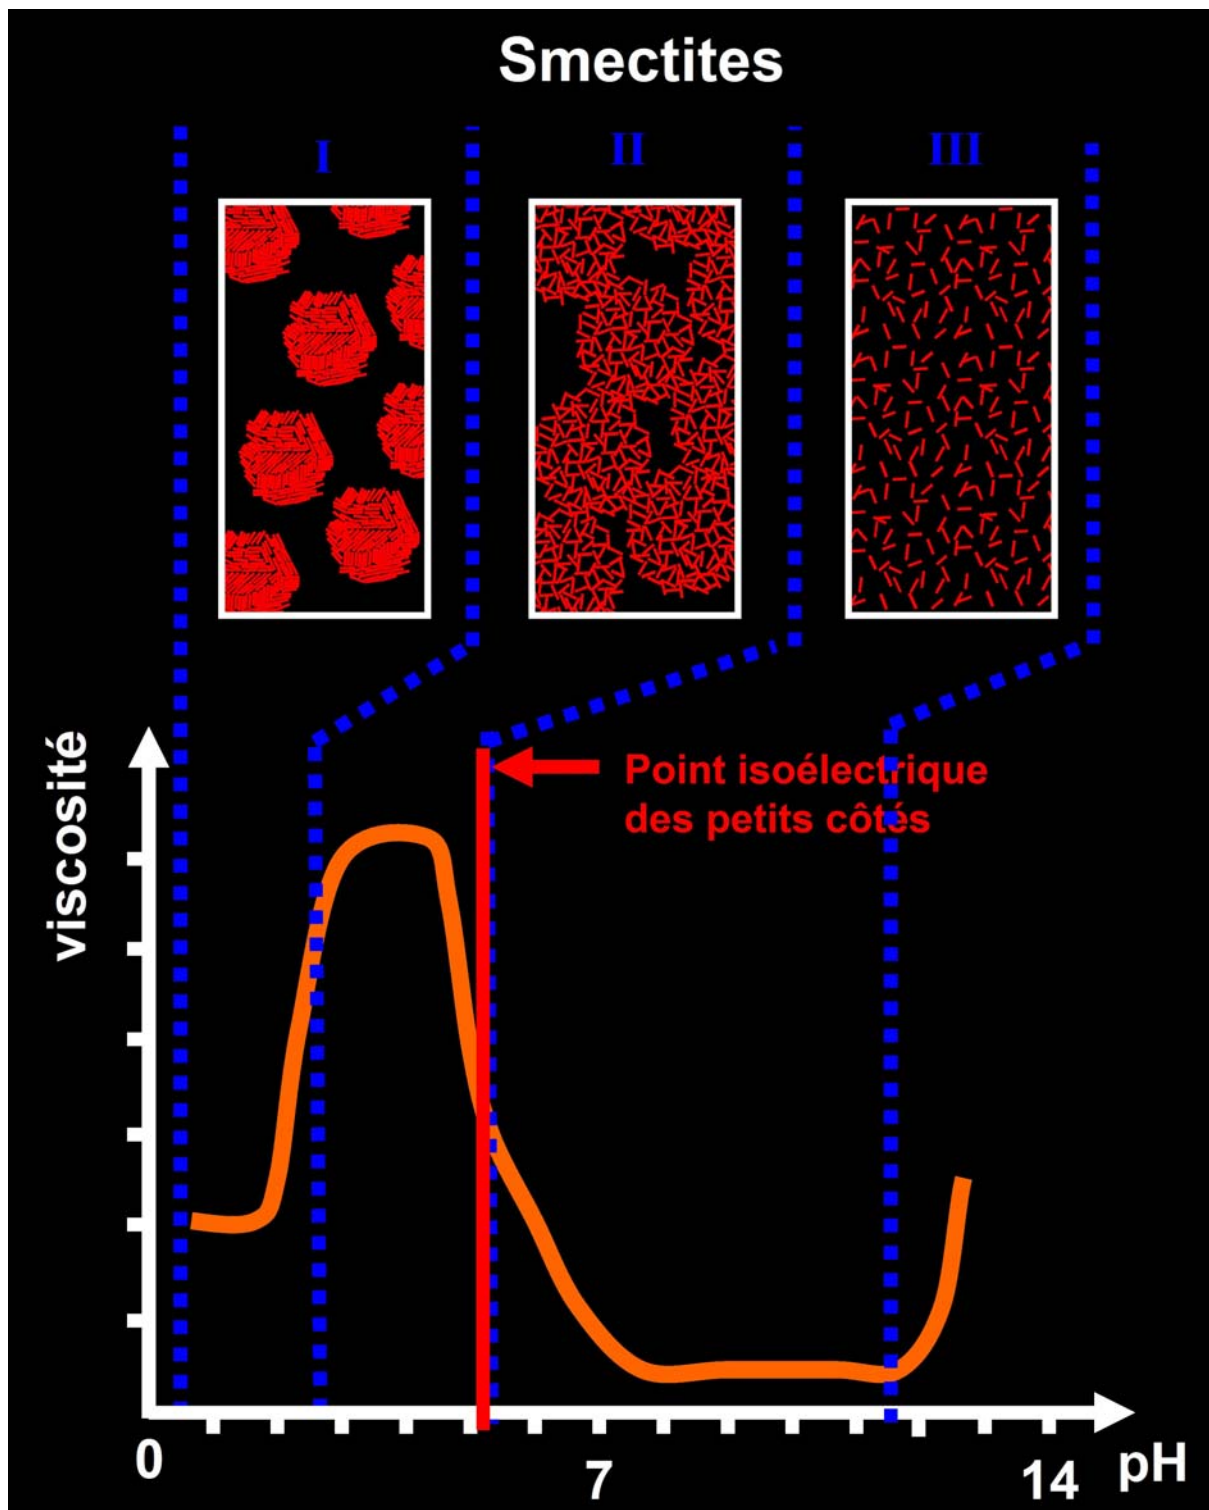 Smectites
I
II
III
viscosité
Point isoélectrique
des petits côtés
0
7
14
pH